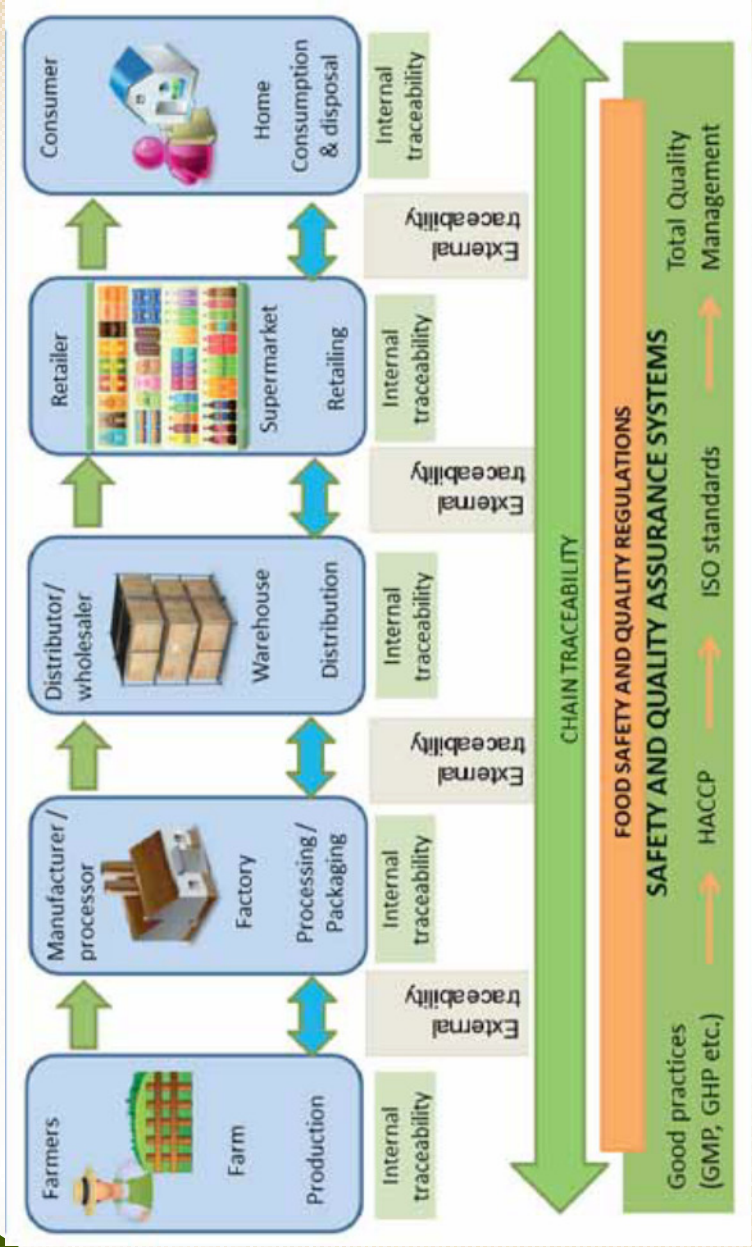 Farmers
Farm
Production
Internal
traceability
External
traceability
Manufacturer/
processor
Factory
Processing/
Packaging
Internal
traceability
External
traceability
Distributor/
wholesaler
Warehouse
Distribution
Internal
traceability
External
traceability
Retailer
Supermarket
Retailing
Internal
traceability
External
traceability
Consumer
Home
Consumption
& disposal
Internal
traceability
CHAIN TRACEABILITY
FOOD SAFETY AND QUALITY REGULATIONS
SAFETY AND QUALITY ASSURANCE SYSTEMS
Good practices
(GMP, GHP etc.)
HACCP
ISO standards
Total Quality
Management